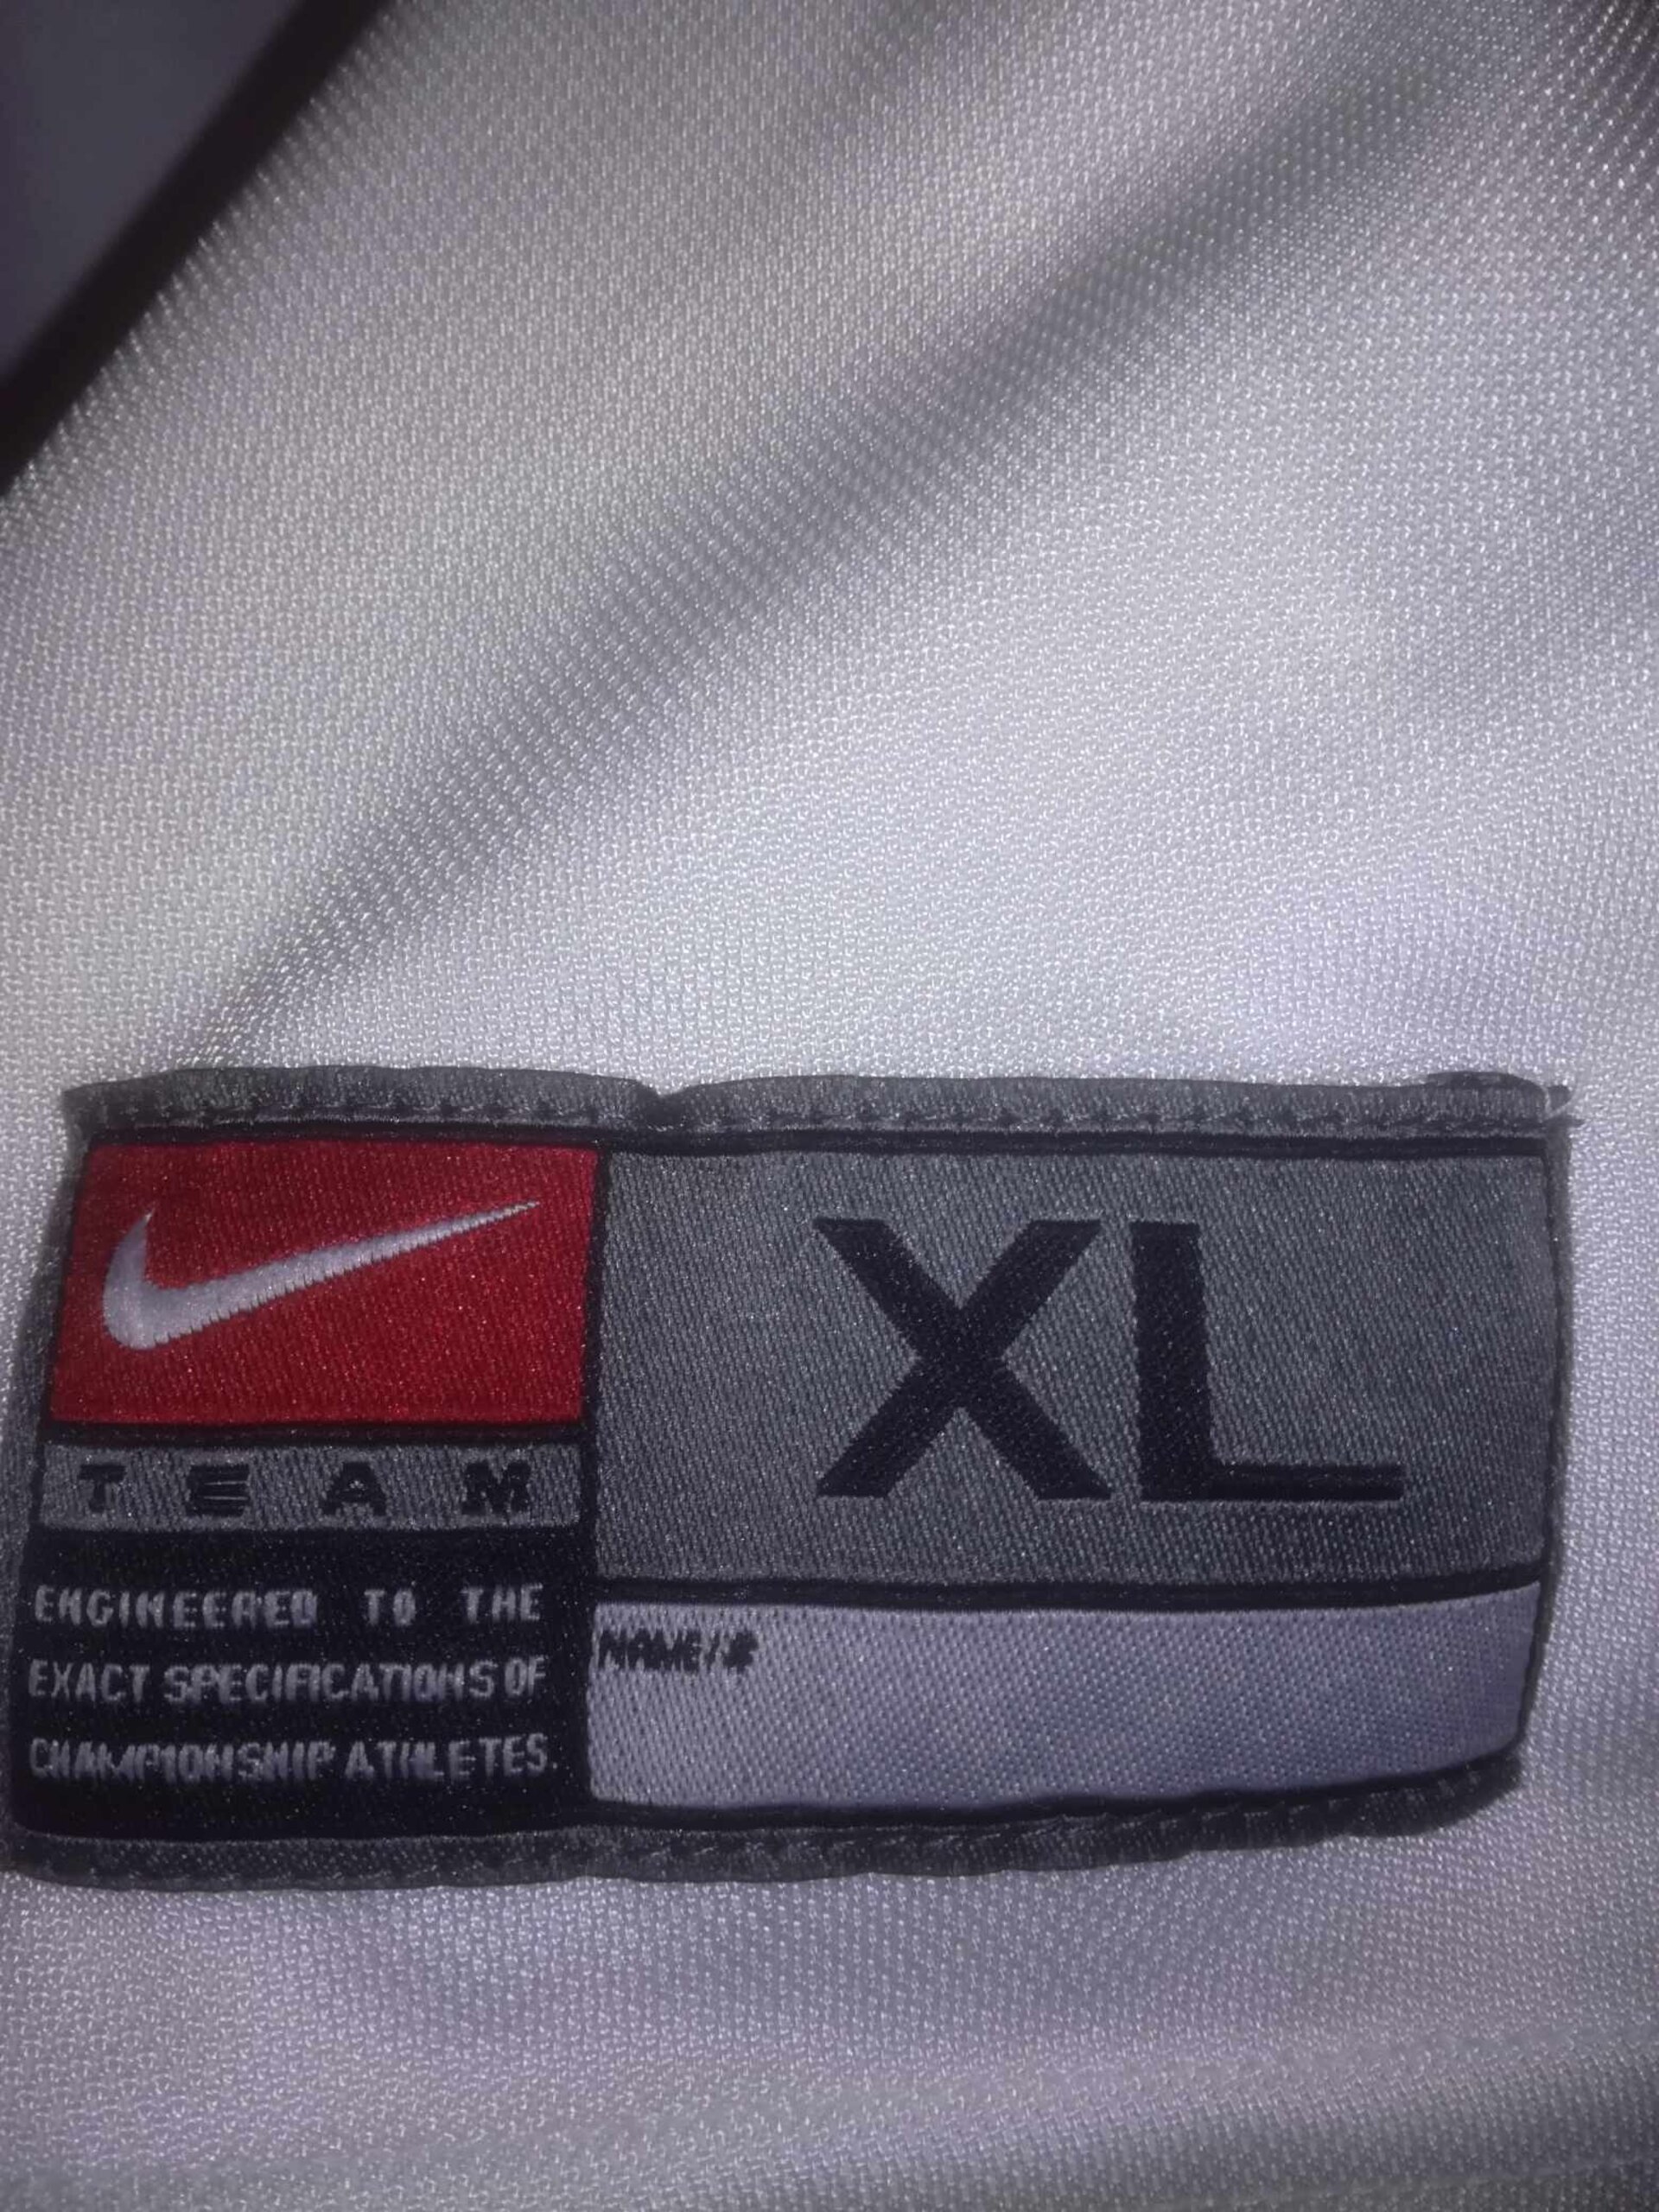 XL
TEAM
ENGINEERED TO THE
EXACT SPECIFICATIONS OF
CHAMPIONSHIP ATHLETES.
NAME/#